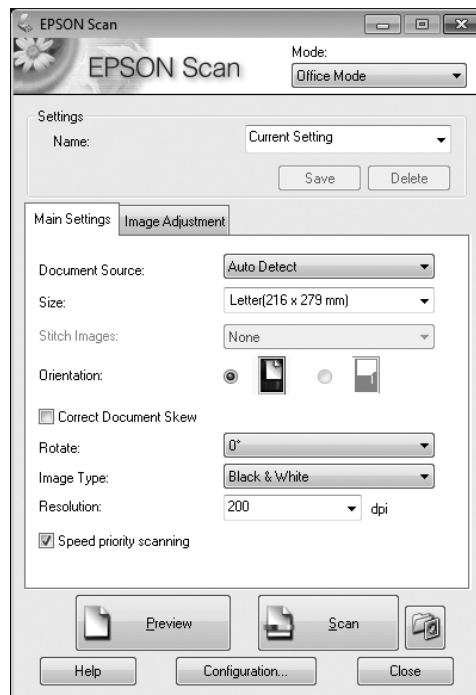 EPSON Scan
EPSON Scan
Mode:
Office Mode
Settings
Name:
Current Setting
Save
Delete
Main Settings
Image Adjustment
Document Source:
Auto Detect
Size:
Letter(216 x 279 mm)
Stitch Images:
None
Orientation:
Correct Document Skew
Rotate:
0°
Image Type:
Black & White
Resolution:
200
dpi
Speed priority scanning
Preview
Scan
Help
Configuration...
Close